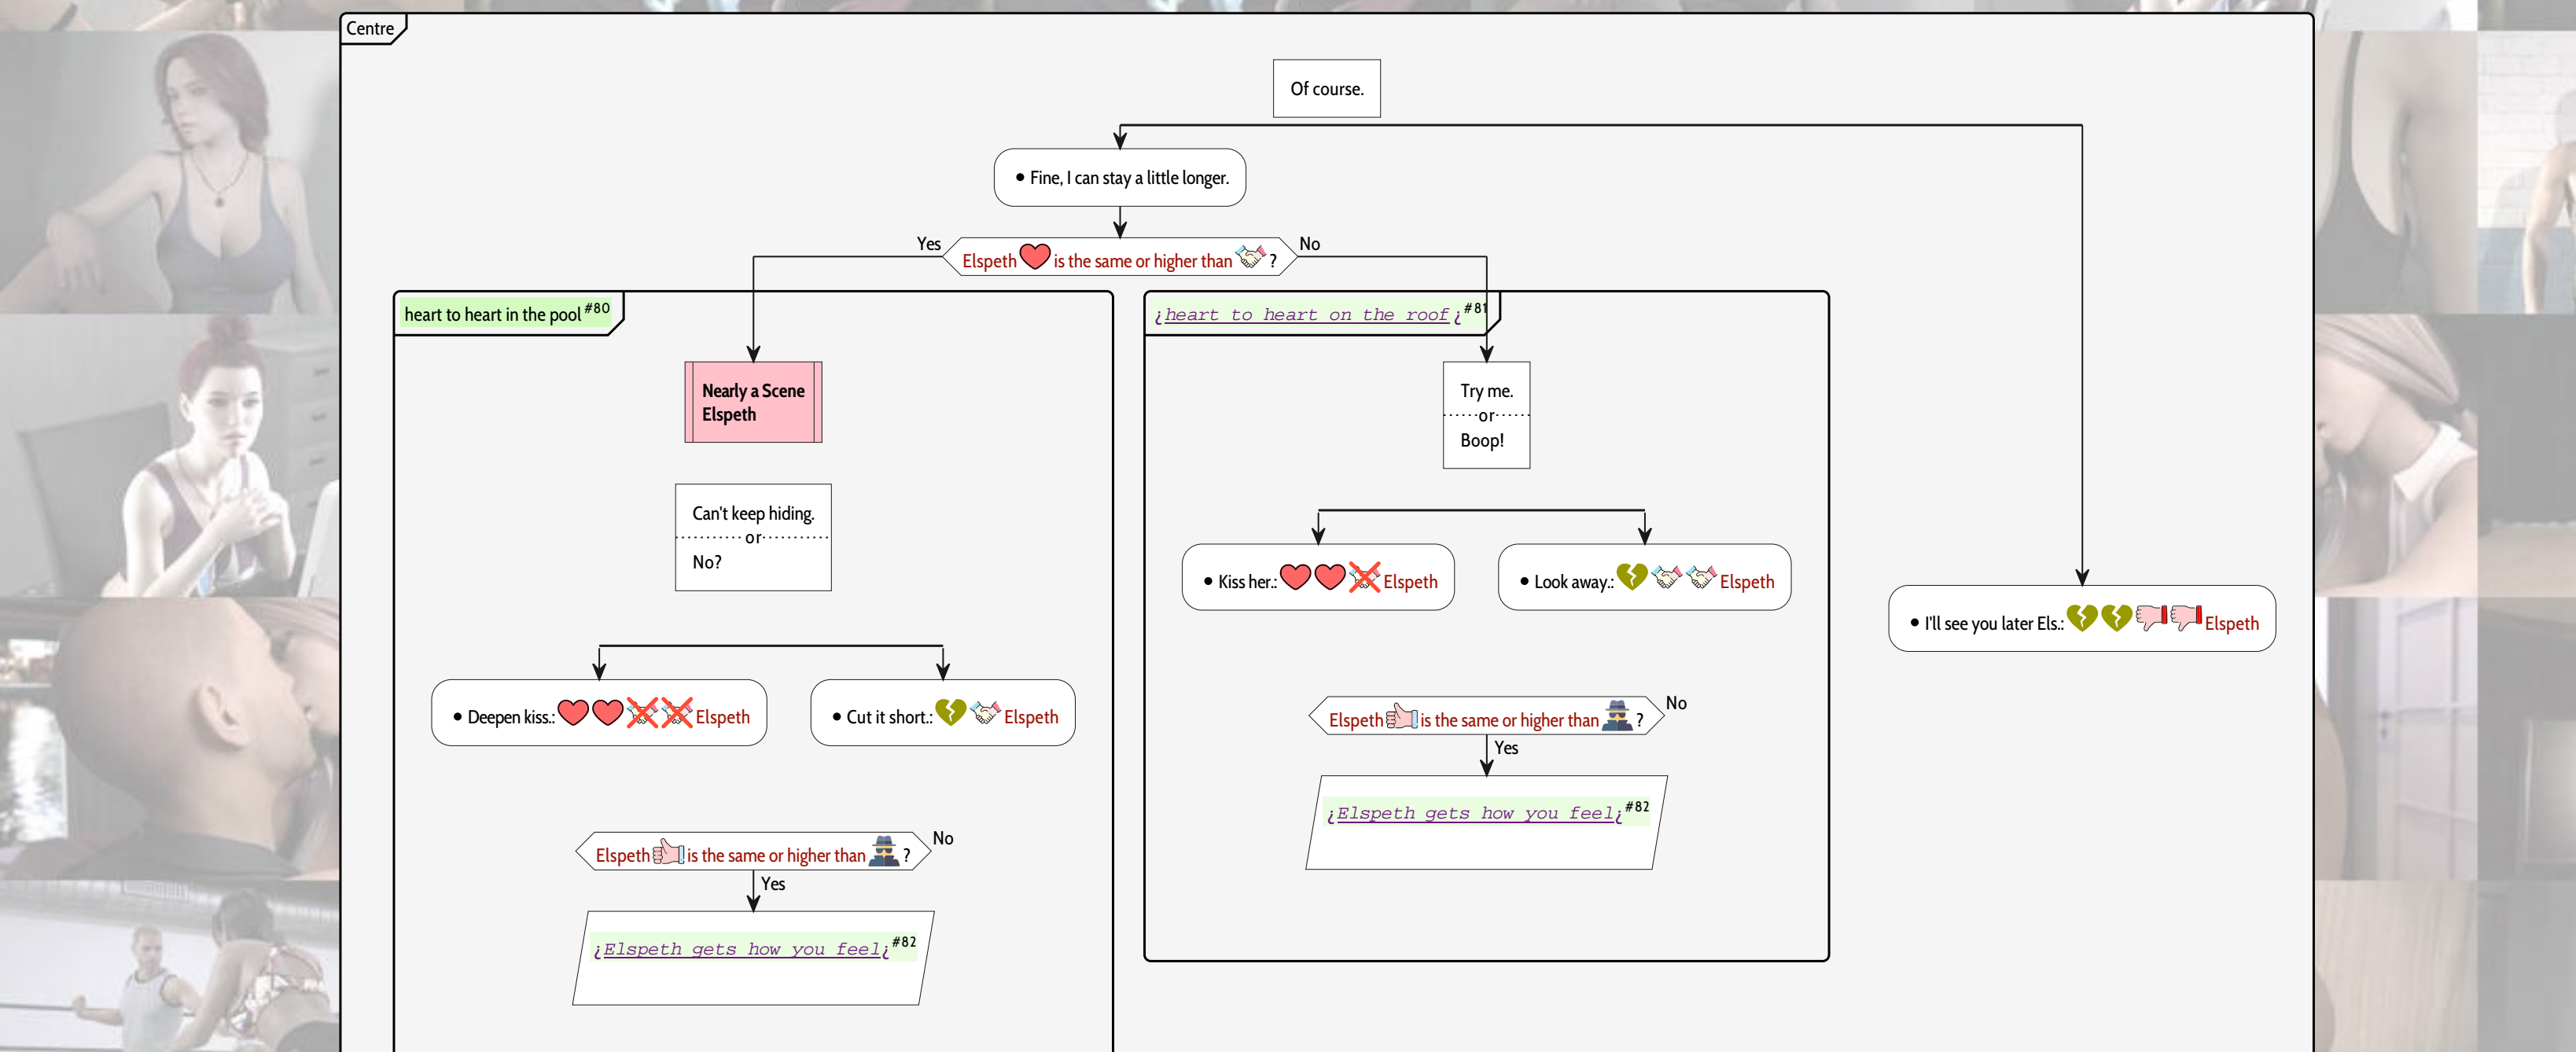 Centre
Of course.
• Fine, I can stay a little longer.
Yes
Elspeth ❤ is the same or higher than 🤝 ?
No
heart to heart in the pool #80
¿heart to heart on the roof¿ #81
Nearly a Scene
Elspeth
Try me.
or
Boop!
Can't keep hiding.
or
No?
• Kiss her.: Elspeth
• Look away.: Elspeth
• I'll see you later Els.: Elspeth
• Deepen kiss.: Elspeth
• Cut it short.: Elspeth
Elspeth 👍 is the same or higher than ?
No
Yes
¿Elspeth gets how you feel¿ #82
Elspeth 👍 is the same or higher than ?
No
Yes
¿Elspeth gets how you feel¿ #82